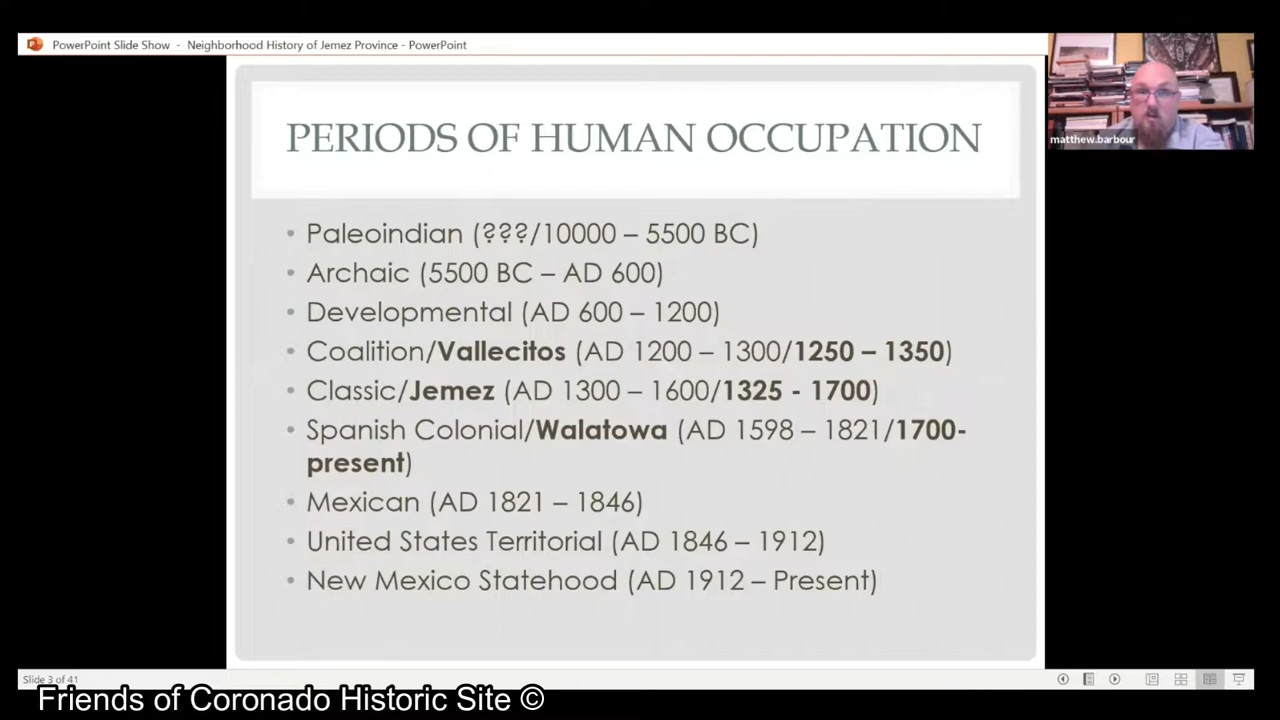 PowerPoint Slide Show - Neighborhood History of Jemez Province - PowerPoint
matthew.barbour
PERIODS OF HUMAN OCCUPATION
• Paleoindian (???/10000 – 5500 BC)
• Archaic (5500 BC – AD 600)
• Developmental (AD 600 – 1200)
• Coalition/Vallecitos (AD 1200 – 1300/1250 – 1350)
• Classic/Jemez (AD 1300 – 1600/1325 - 1700)
• Spanish Colonial/Walatowa (AD 1598 – 1821/1700-
present)
• Mexican (AD 1821 – 1846)
• United States Territorial (AD 1846 – 1912)
• New Mexico Statehood (AD 1912 – Present)
Slide 3 of 41
Friends of Coronado Historic Site ©